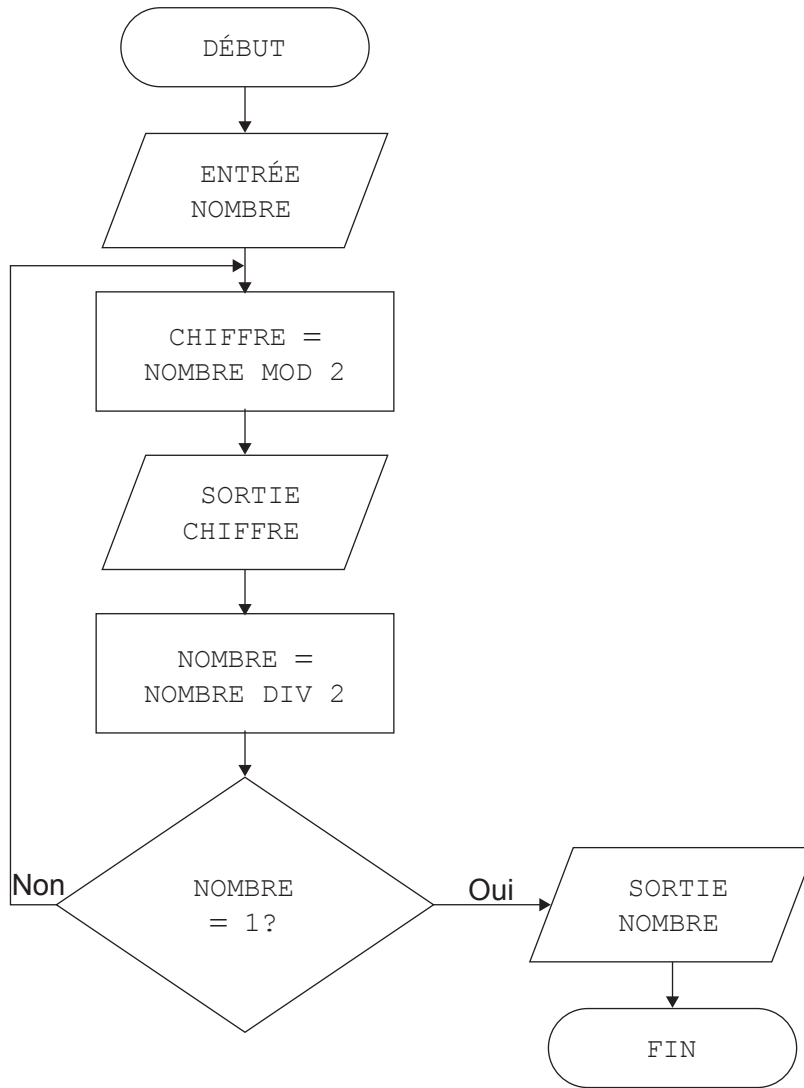 DÉBUT
ENTRÉE
NOMBRE
CHIFFRE =
NOMBRE MOD 2
SORTIE
CHIFFRE
NOMBRE =
NOMBRE DIV 2
NOMBRE
= 1?
Non
Oui
SORTIE
NOMBRE
FIN